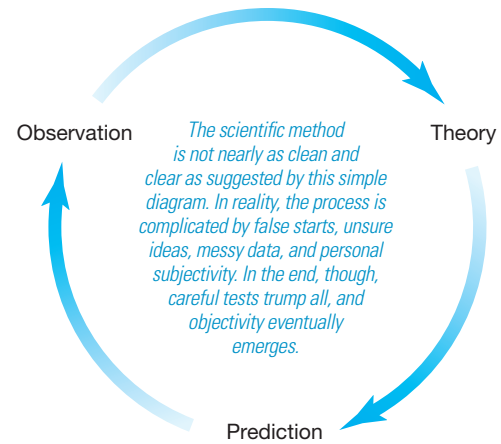 The scientific method
Observation
Theory
is not nearly as clean and
clear as suggested by this simple
diagram. In reality, the process is
complicated by false starts, unsure
ideas, messy data, and personal
subjectivity. In the end, though,
careful tests trump all, and
objectivity eventually
emerges.
Prediction